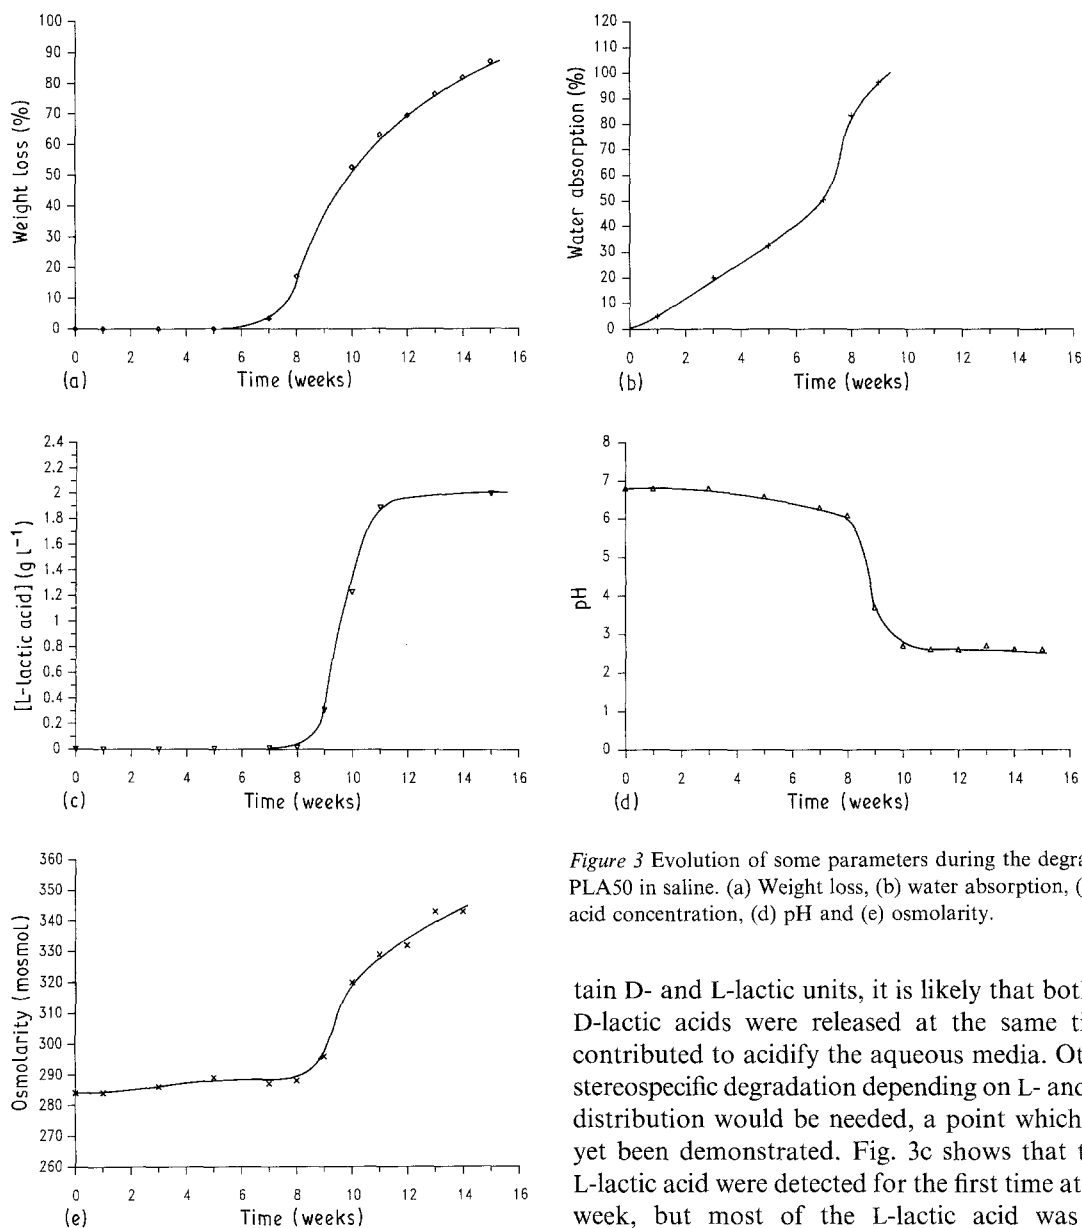 100
90
80
70
60
50
40
30
20
10
0
Weight loss (%)
0 2 4 6 8 10 12 14 16
(a) Time (weeks)
120
110
100
90
80
70
60
50
40
30
20
10
0
Water absorption (%)
0 2 4 6 8 10 12 14 16
(b) Time (weeks)
2.4
2.2
2
1.8
1.6
1.4
1.2
1
0.8
0.6
0.4
0.2
0
[L-lactic acid] (g l⁻¹)
0 2 4 6 8 10 12 14 16
(c) Time (weeks)
8
7
6
5
4
3
2
1
0
pH
0 2 4 6 8 10 12 14 16
(d) Time (weeks)
360
350
340
330
320
310
300
290
280
270
260
Osmolarity (mosmol)
0 2 4 6 8 10 12 14 16
(e) Time (weeks)
Figure 3 Evolution of some parameters during the degra
PLA50 in saline. (a) Weight loss, (b) water absorption, (
acid concentration, (d) pH and (e) osmolarity.
tain D- and L-lactic units, it is likely that bot
D-lactic acids were released at the same ti
contributed to acidify the aqueous media. Ot
stereospecific degradation depending on L- and
distribution would be needed, a point which
yet been demonstrated. Fig. 3c shows that t
L-lactic acid were detected for the first time at
week, but most of the L-lactic acid was